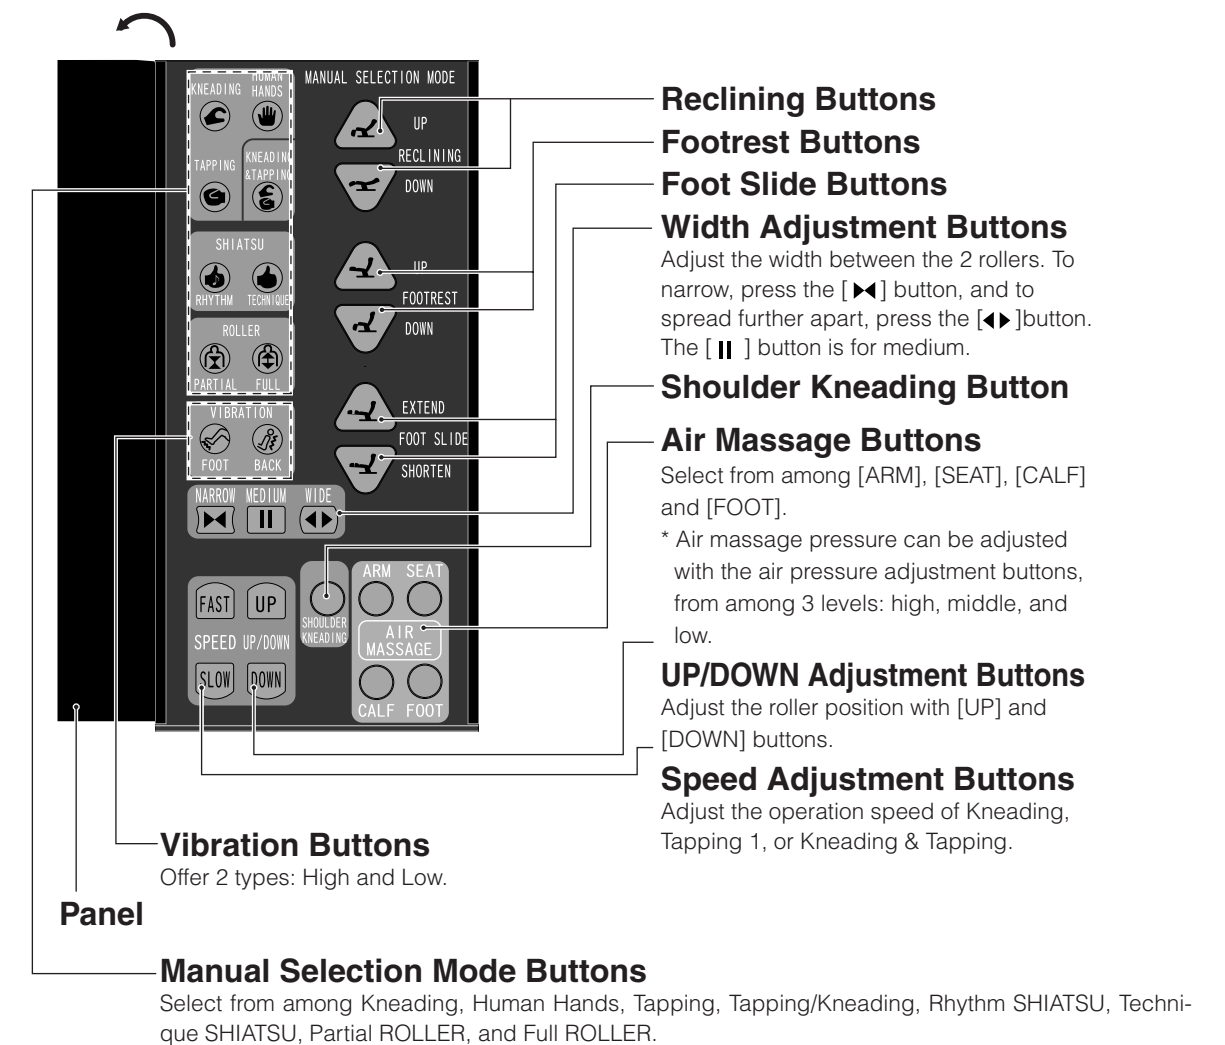 KNEADING
HUMAN
HANDS
MANUAL SELECTION MODE
UP
RECLINING
DOWN
TAPPING
KNEADING
&TAPPING
SHIATSU
RHYTHM
TECHNIQUE
UP
FOOTREST
DOWN
ROLLER
PARTIAL
FULL
VIBRATION
FOOT
BACK
EXTEND
FOOT SLIDE
SHORTEN
NARROW
MEDIUM
WIDE
FAST
UP
SPEED
UP/DOWN
SLOW
DOWN
SHOULDER
KNEADING
ARM
SEAT
AIR
MASSAGE
CALF
FOOT
Reclining Buttons
Footrest Buttons
Foot Slide Buttons
Width Adjustment Buttons
Adjust the width between the 2 rollers. To
narrow, press the [ ▶◀ ] button, and to
spread further apart, press the [◀ ▶ ]button.
The [ II ] button is for medium.
Shoulder Kneading Button
Air Massage Buttons
Select from among [ARM], [SEAT], [CALF]
and [FOOT].
* Air massage pressure can be adjusted
with the air pressure adjustment buttons,
from among 3 levels: high, middle, and
low.
UP/DOWN Adjustment Buttons
Adjust the roller position with [UP] and
[DOWN] buttons.
Speed Adjustment Buttons
Adjust the operation speed of Kneading,
Tapping 1, or Kneading & Tapping.
Vibration Buttons
Offer 2 types: High and Low.
Panel
Manual Selection Mode Buttons
Select from among Kneading, Human Hands, Tapping, Tapping/Kneading, Rhythm SHIATSU, Techni-
que SHIATSU, Partial ROLLER, and Full ROLLER.